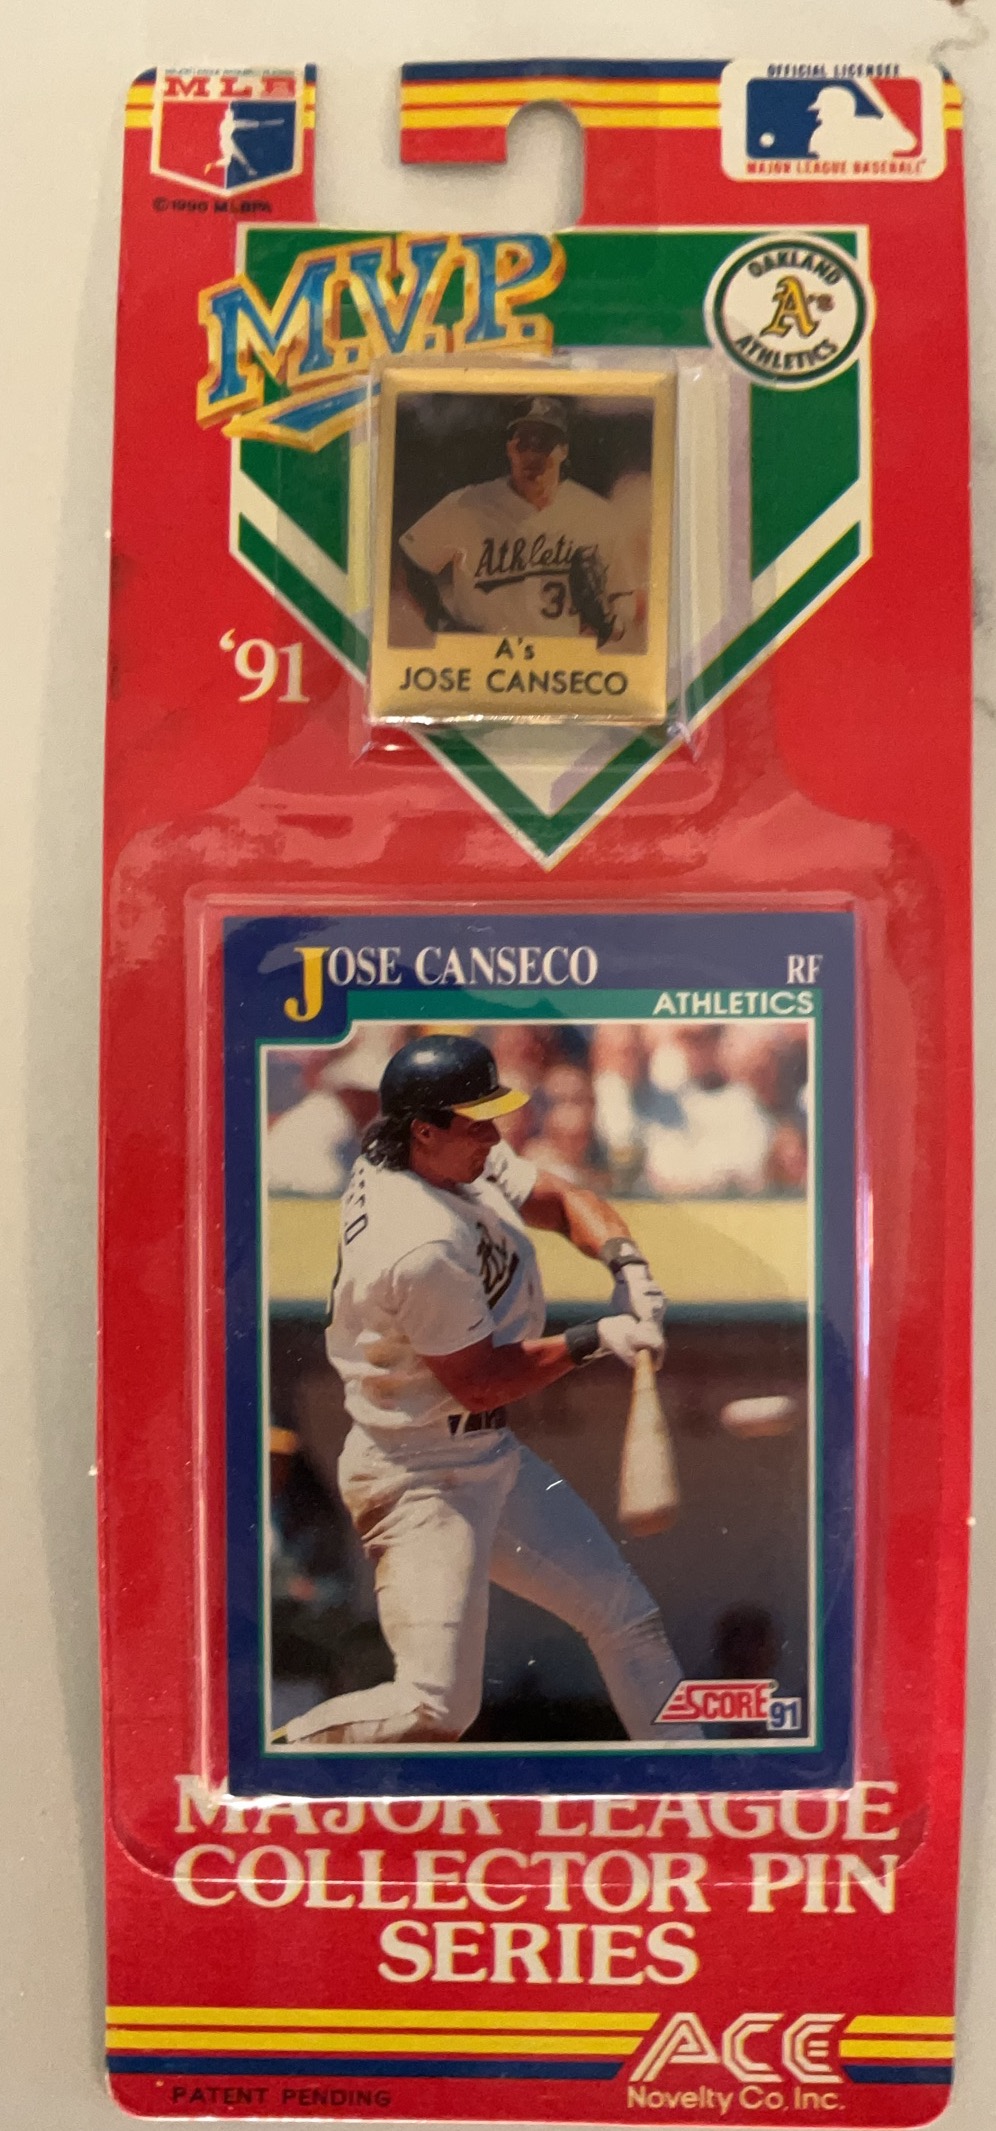 MLB
©1990 MLBPA
OFFICIAL LICENSEE
MAJOR LEAGUE BASEBALL
M.V.P.
OAKLAND
A's
ATHLETICS
Athletic
3
'91
A's
JOSE CANSECO
JOSE CANSECO RF
ATHLETICS
SCORE 91
MAJOR LEAGUE
COLLECTOR PIN
SERIES
ACE
Novelty Co, Inc.
PATENT PENDING